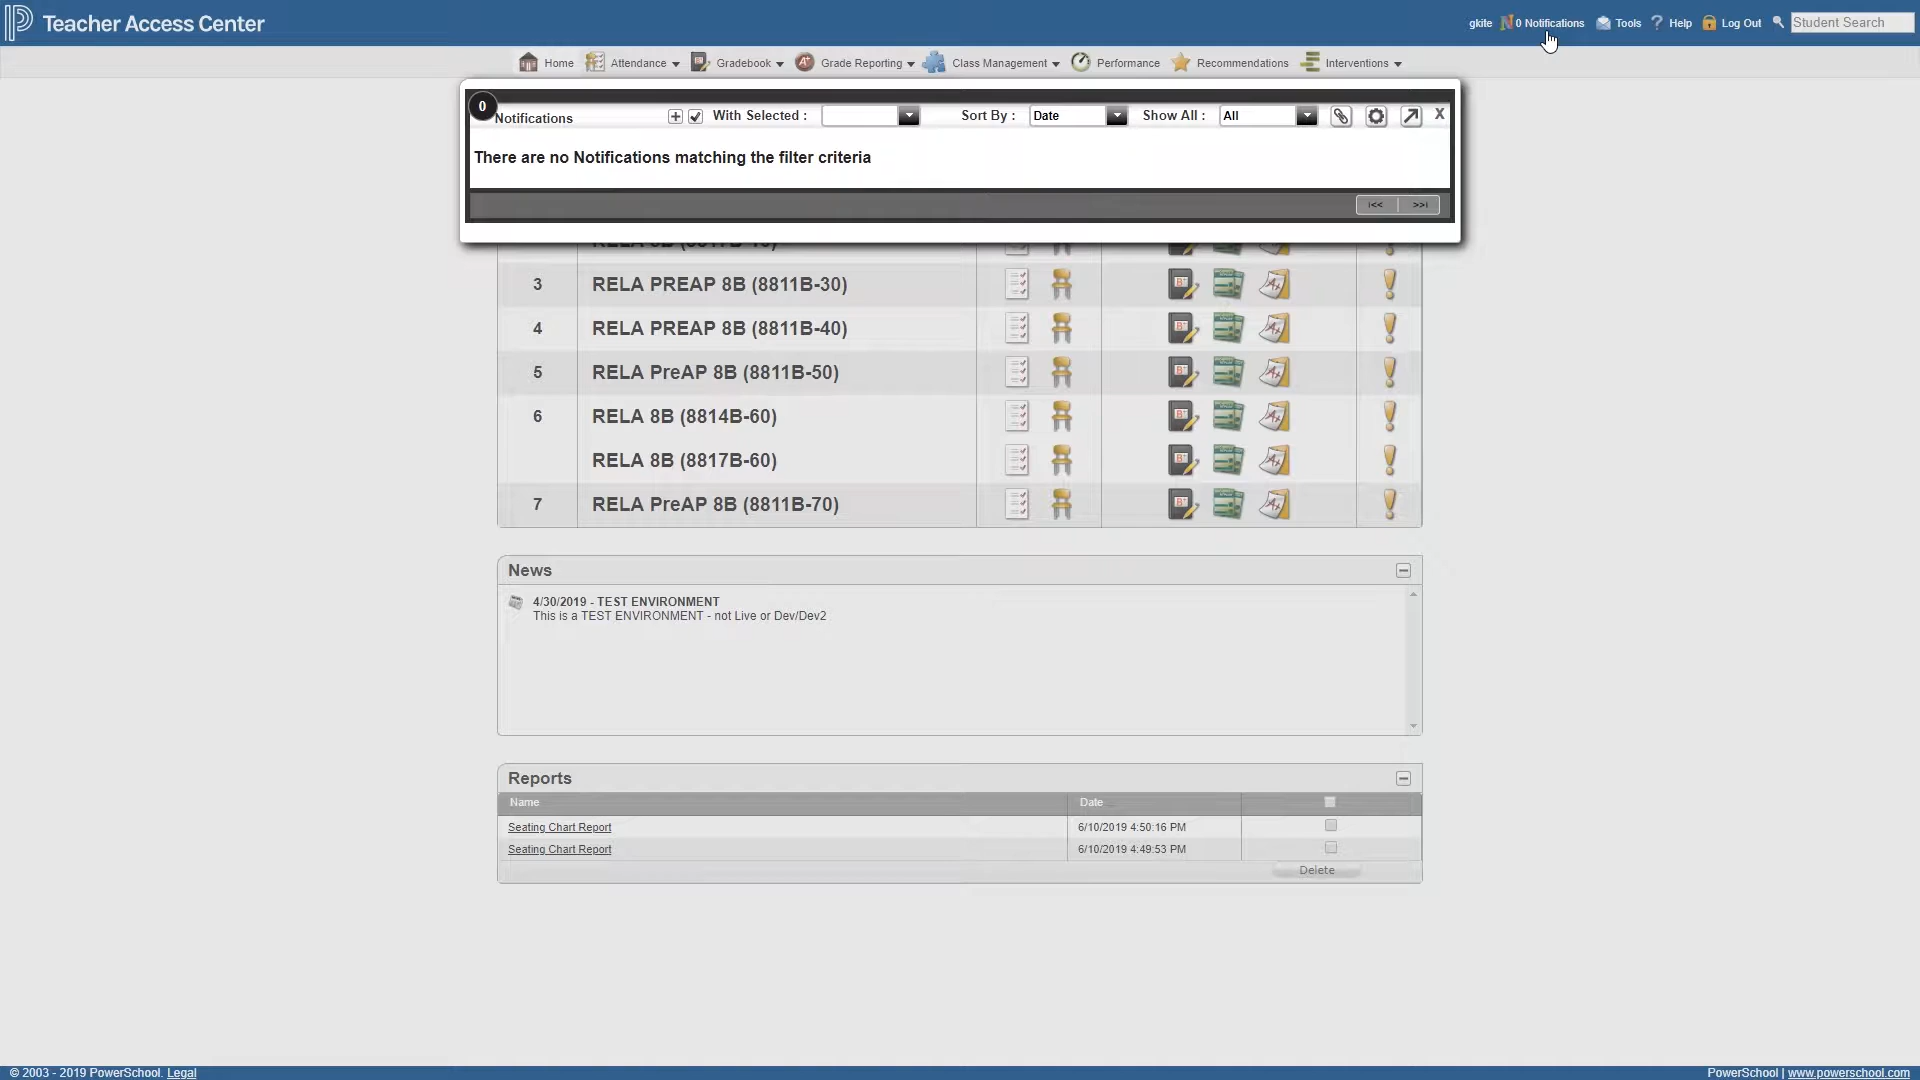 Teacher Access Center
gkite 0 Notifications Tools Help Log Out Student Search
Home Attendance Gradebook Grade Reporting Class Management Performance Recommendations Interventions
0 Notifications With Selected : Sort By : Date Show All : All X
There are no Notifications matching the filter criteria
I<< >>I
3 RELA PREAP 8B (8811B-30)
4 RELA PREAP 8B (8811B-40)
5 RELA PreAP 8B (8811B-50)
6 RELA 8B (8814B-60)
RELA 8B (8817B-60)
7 RELA PreAP 8B (8811B-70)
News
4/30/2019 - TEST ENVIRONMENT
This is a TEST ENVIRONMENT - not Live or Dev/Dev2
Reports
Name Date
Seating Chart Report 6/10/2019 4:50:16 PM
Seating Chart Report 6/10/2019 4:49:53 PM
Delete
© 2003 - 2019 PowerSchool. Legal PowerSchool | www.powerschool.com